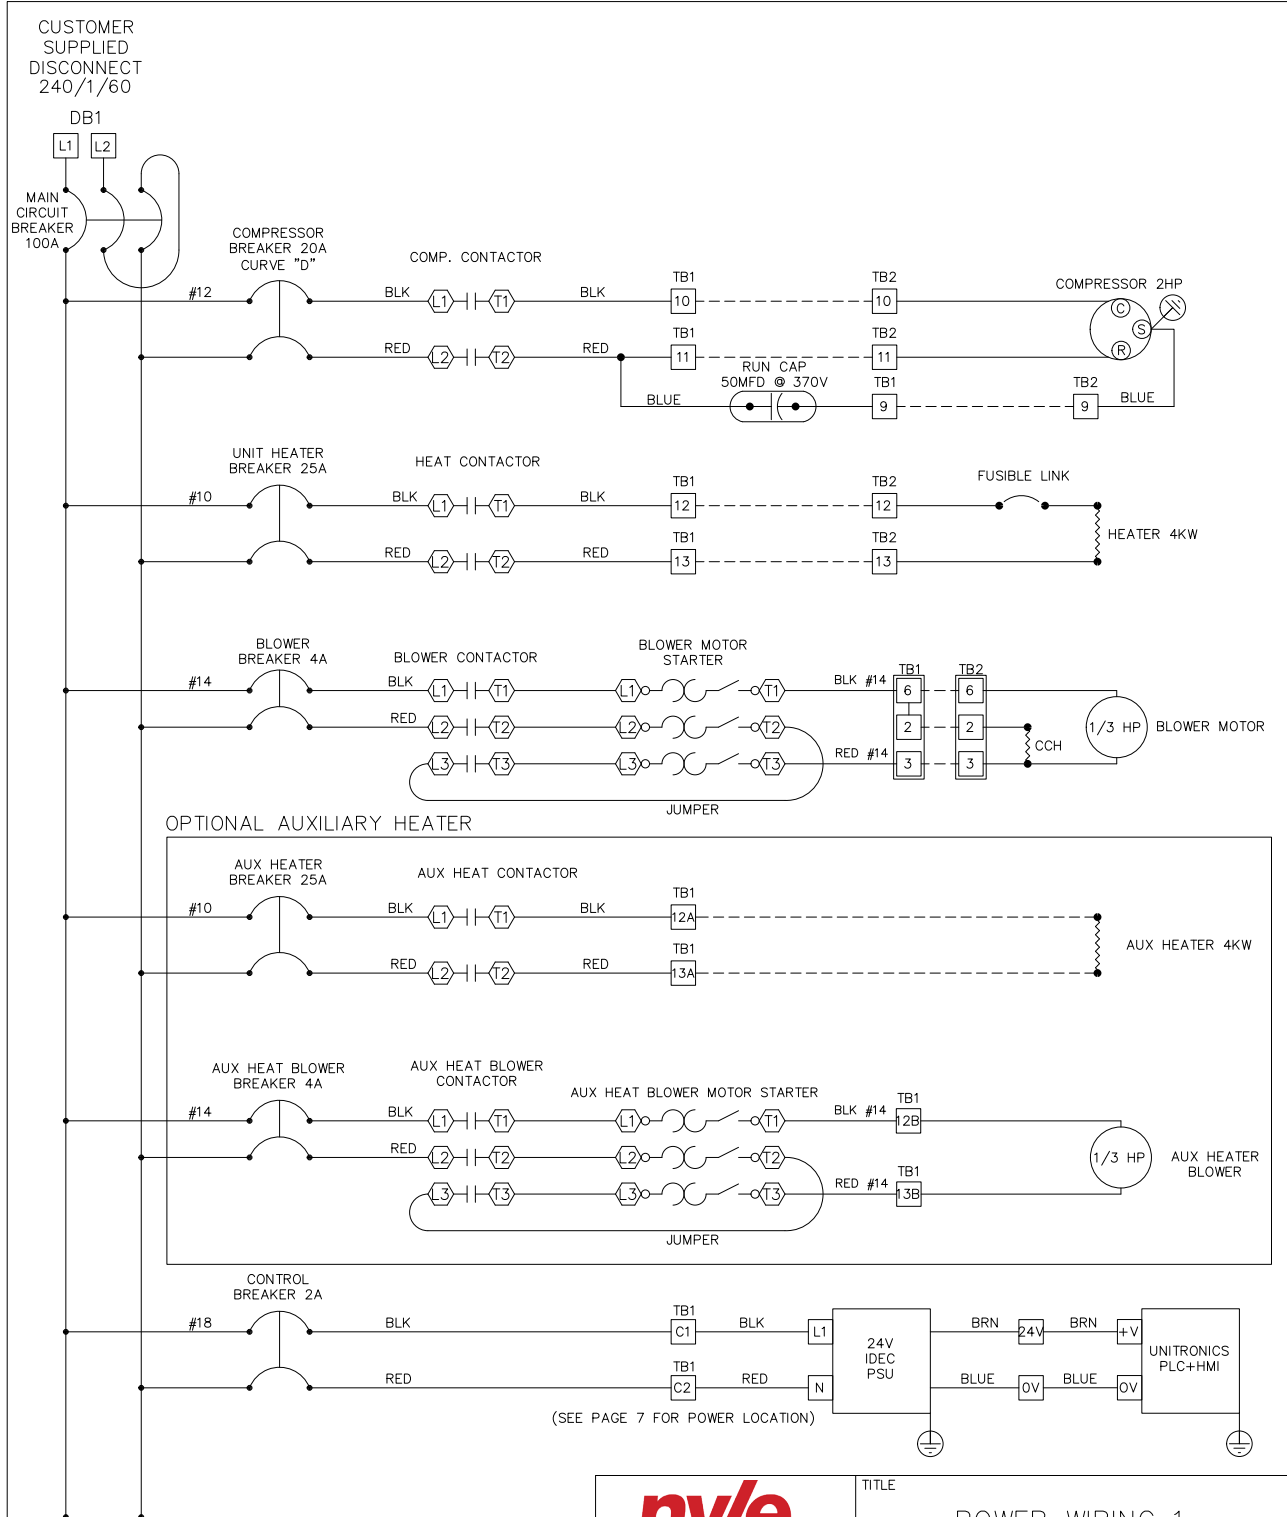 CUSTOMER
SUPPLIED
DISCONNECT
240/1/60
DB1
L1 L2
MAIN
CIRCUIT
BREAKER
100A
COMPRESSOR
BREAKER 20A
CURVE "D"
COMP. CONTACTOR
#12 BLK L1 T1 BLK TB1 10 TB2 10 COMPRESSOR 2HP
C S R
RED L2 T2 RED TB1 11 TB2 11
RUN CAP
50MFD @ 370V
BLUE TB1 9 TB2 9 BLUE
UNIT HEATER
BREAKER 25A
HEAT CONTACTOR
#10 BLK L1 T1 BLK TB1 12 TB2 12 FUSIBLE LINK
HEATER 4KW
RED L2 T2 RED TB1 13 TB2 13
BLOWER
BREAKER 4A
BLOWER CONTACTOR
BLOWER MOTOR
STARTER
#14 BLK L1 T1 L1 T1 BLK #14 TB1 6 TB2 6
RED L2 T2 L2 T2 2 2 CCH 1/3 HP BLOWER MOTOR
L3 T3 L3 T3 RED #14 3 3
JUMPER
OPTIONAL AUXILIARY HEATER
AUX HEATER
BREAKER 25A
AUX HEAT CONTACTOR
#10 BLK L1 T1 BLK TB1 12A
AUX HEATER 4KW
RED L2 T2 RED TB1 13A
AUX HEAT BLOWER
BREAKER 4A
AUX HEAT BLOWER
CONTACTOR
AUX HEAT BLOWER MOTOR STARTER
#14 BLK L1 T1 L1 T1 BLK #14 TB1 12B
RED L2 T2 L2 T2 1/3 HP
AUX HEATER
BLOWER
L3 T3 L3 T3 RED #14 TB1 13B
JUMPER
CONTROL
BREAKER 2A
#18 BLK TB1 C1 BLK L1
24V
IDEC
PSU
BRN 24V BRN +V
UNITRONICS
PLC+HMI
RED TB1 C2 RED N BLUE 0V BLUE 0V
(SEE PAGE 7 FOR POWER LOCATION)
nyle
TITLE
POWER WIRING 1